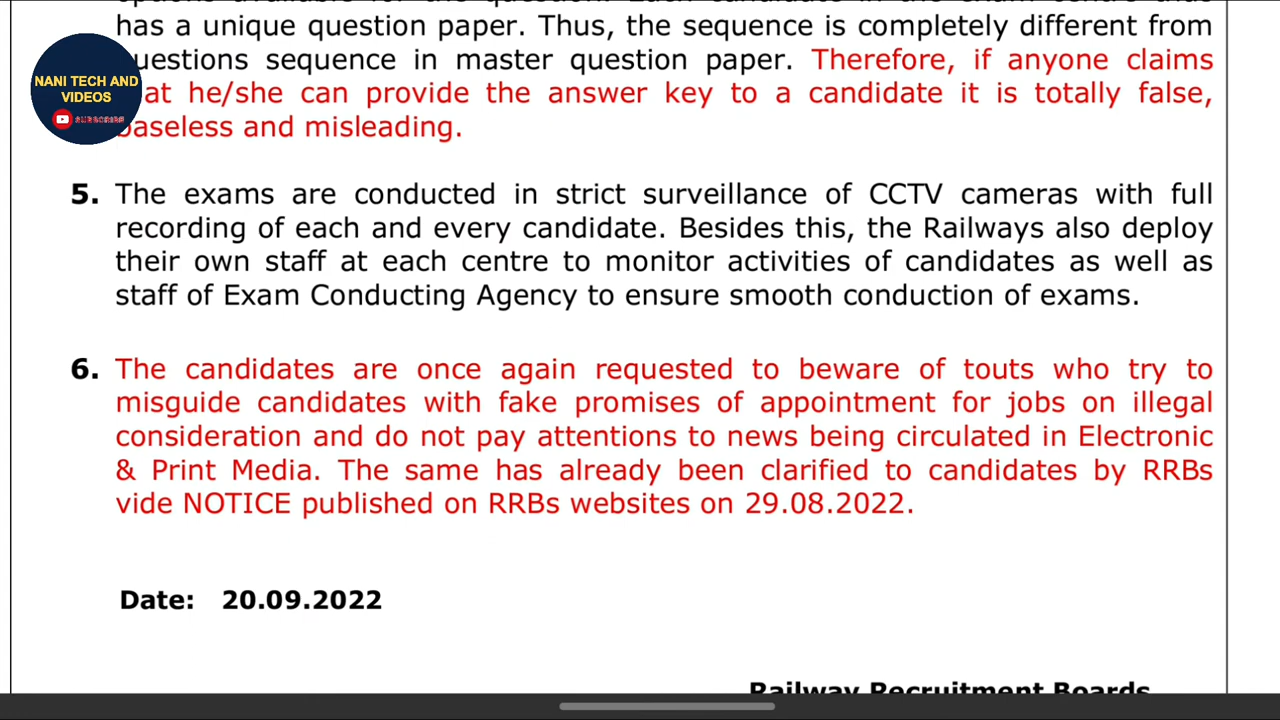 has a unique question paper. Thus, the sequence is completely different from
uestions sequence in master question paper. Therefore, if anyone claims
at he/she can provide the answer key to a candidate it is totally false,
baseless and misleading.
NANI TECH AND
VIDEOS
SUBSCRIBE
5. The exams are conducted in strict surveillance of CCTV cameras with full
recording of each and every candidate. Besides this, the Railways also deploy
their own staff at each centre to monitor activities of candidates as well as
staff of Exam Conducting Agency to ensure smooth conduction of exams.
6. The candidates are once again requested to beware of touts who try to
misguide candidates with fake promises of appointment for jobs on illegal
consideration and do not pay attentions to news being circulated in Electronic
& Print Media. The same has already been clarified to candidates by RRBs
vide NOTICE published on RRBs websites on 29.08.2022.
Date: 20.09.2022
Railway Recruitment Boards